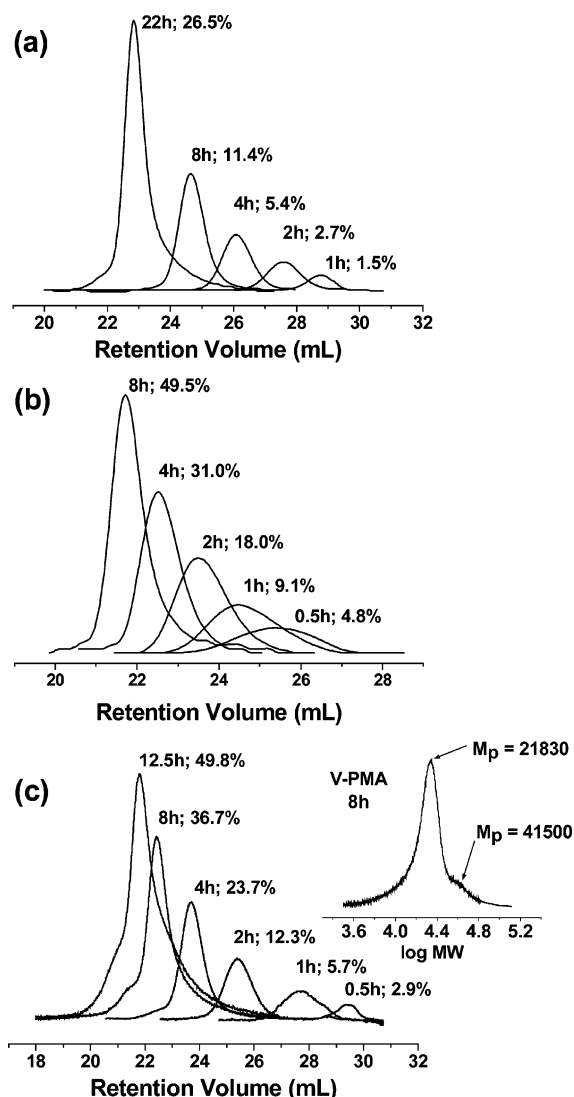 (a)
22h; 26.5%
8h; 11.4%
4h; 5.4%
2h; 2.7%
1h; 1.5%
20 22 24 26 28 30 32
Retention Volume (mL)
(b)
8h; 49.5%
4h; 31.0%
2h; 18.0%
1h; 9.1%
0.5h; 4.8%
20 22 24 26 28
Retention Volume (mL)
(c)
12.5h; 49.8%
8h; 36.7%
4h; 23.7%
2h; 12.3%
1h; 5.7%
0.5h; 2.9%
V-PMA
8h
Mp = 21830
Mp = 41500
3.6 4.0 4.4 4.8 5.2
log MW
18 20 22 24 26 28 30 32
Retention Volume (mL)